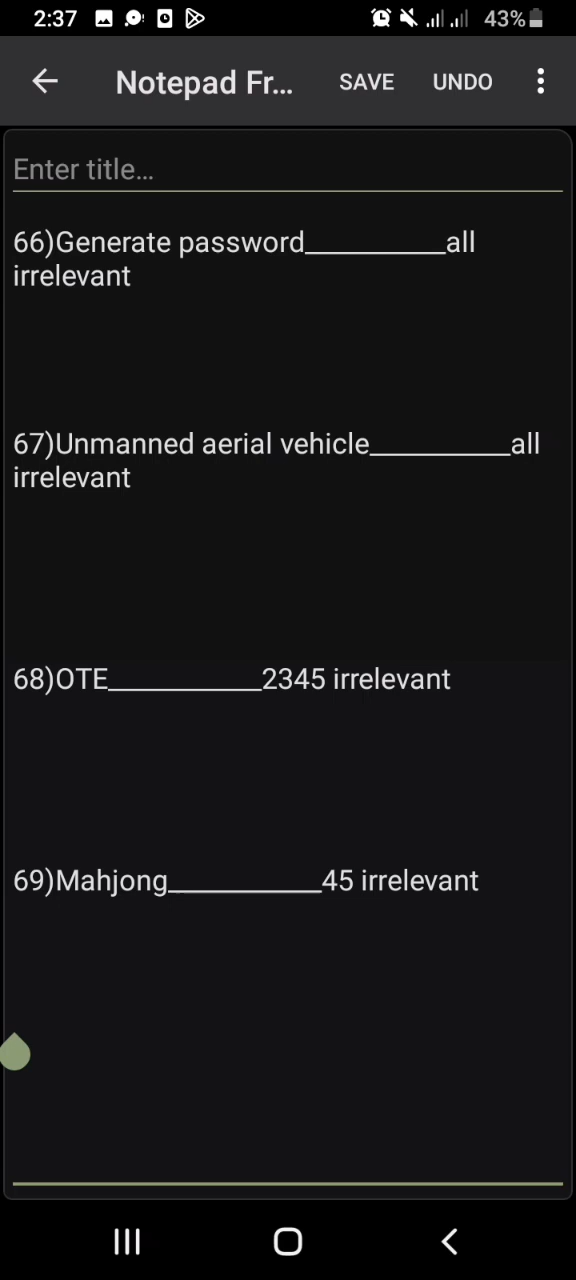 2:37 43%
Notepad Fr... SAVE UNDO
Enter title...
66)Generate password__________all
irrelevant
67)Unmanned aerial vehicle__________all
irrelevant
68)OTE___________2345 irrelevant
69)Mahjong___________45 irrelevant